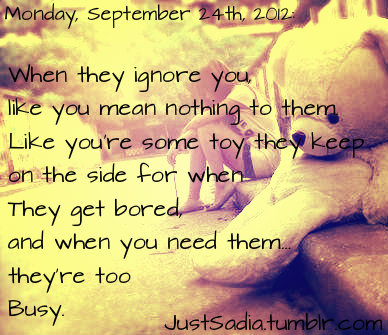 Monday, September 24th, 2012:
When they ignore you,
like you mean nothing to them.
Like you're some toy they keep
on the side for when
They get bored,
and when you need them...
they're too
Busy.
JustSadia.tumblr.com